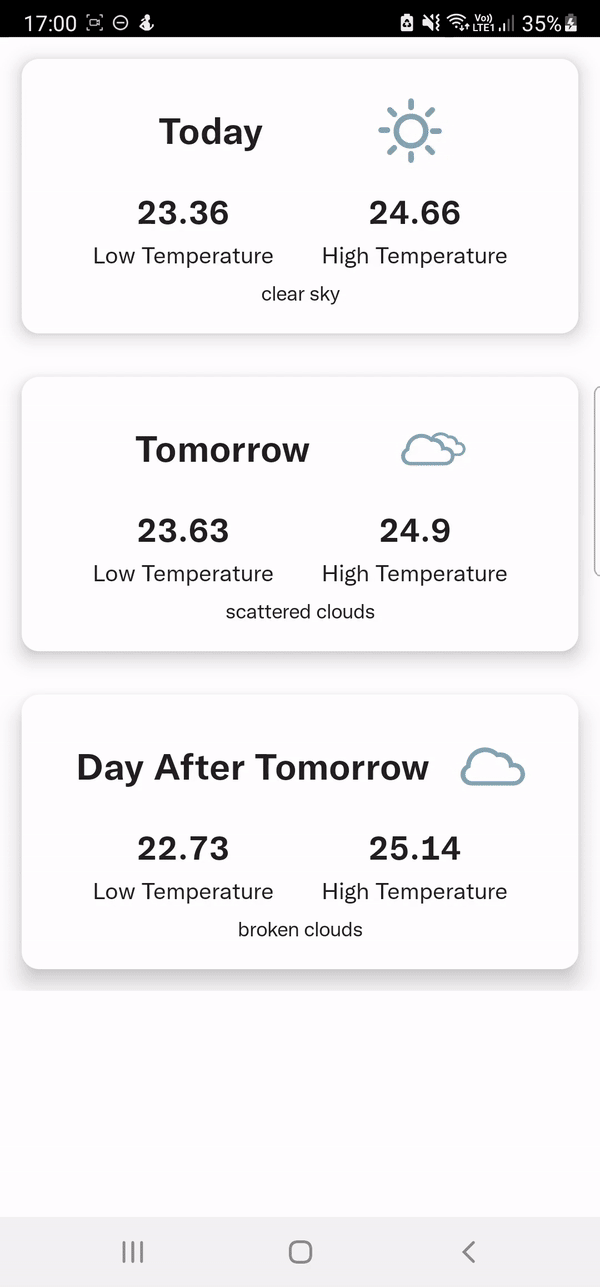 17:00 Vo)) LTE1 35%
Today
23.36 24.66
Low Temperature High Temperature
clear sky
Tomorrow
23.63 24.9
Low Temperature High Temperature
scattered clouds
Day After Tomorrow
22.73 25.14
Low Temperature High Temperature
broken clouds